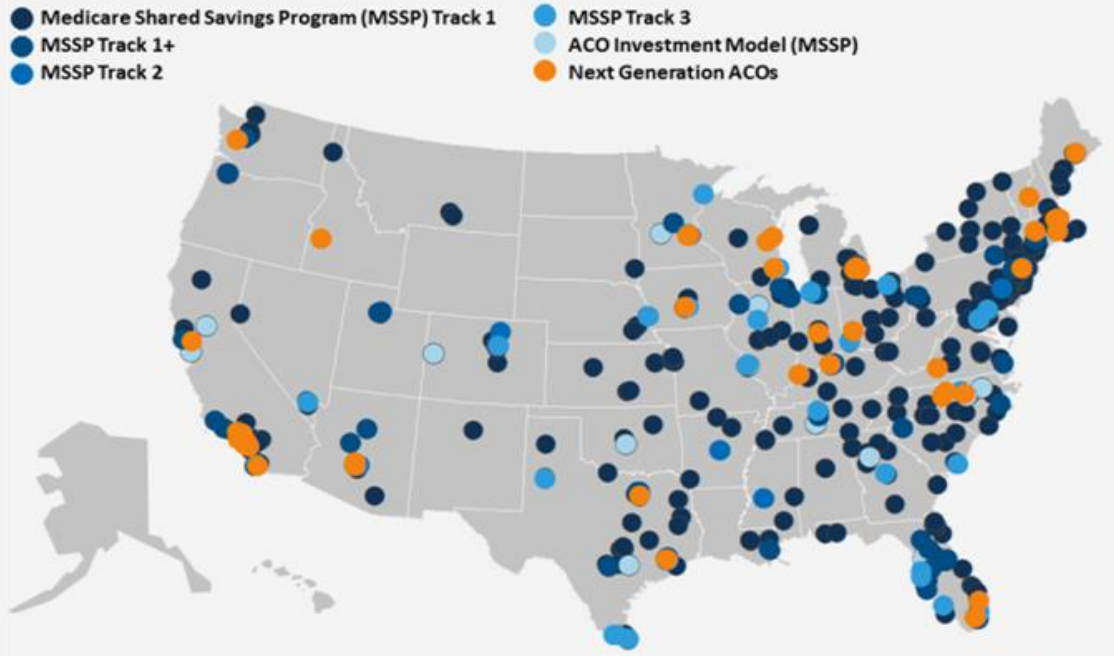 Medicare Shared Savings Program (MSSP) Track 1
MSSP Track 1+
MSSP Track 2
MSSP Track 3
ACO Investment Model (MSSP)
Next Generation ACOs